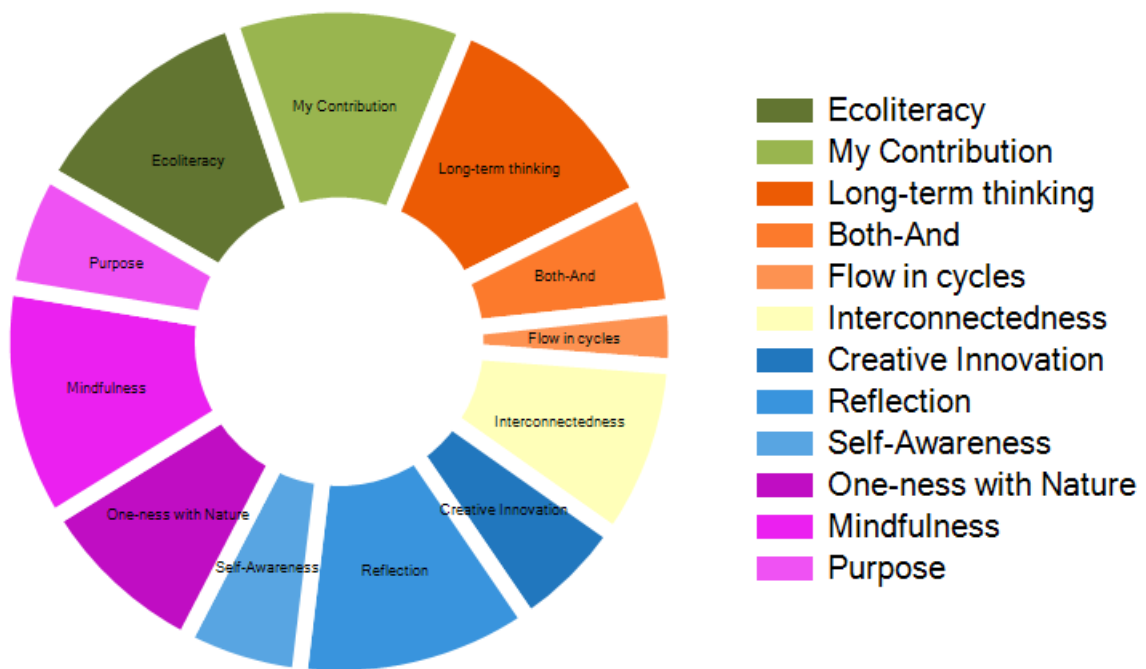 My Contribution
Ecoliteracy
Long-term thinking
Purpose
Both-And
Flow in cycles
Mindfulness
Interconnectedness
One-ness with Nature
Creative Innovation
Self-Awareness
Reflection
Ecoliteracy
My Contribution
Long-term thinking
Both-And
Flow in cycles
Interconnectedness
Creative Innovation
Reflection
Self-Awareness
One-ness with Nature
Mindfulness
Purpose